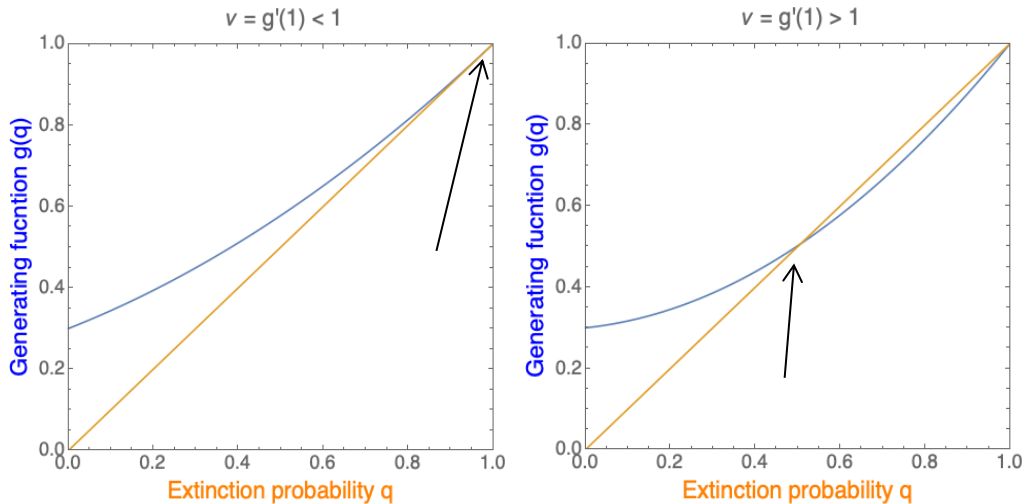 ν = g'(1) < 1
Generating fucntion g(q)
1.0
0.8
0.6
0.4
0.2
0.0
0.0 0.2 0.4 0.6 0.8 1.0
Extinction probability q
ν = g'(1) > 1
Generating fucntion g(q)
1.0
0.8
0.6
0.4
0.2
0.0
0.0 0.2 0.4 0.6 0.8 1.0
Extinction probability q